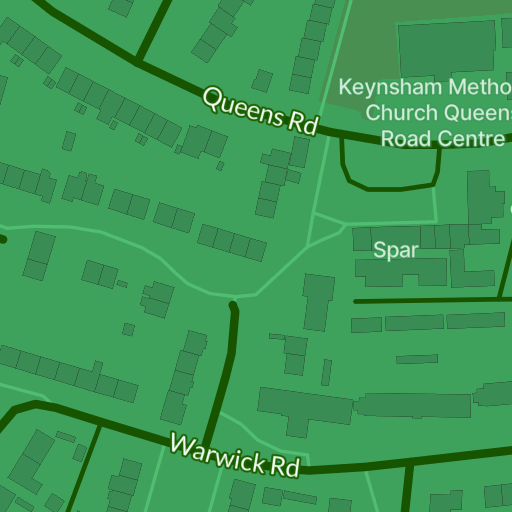 Queens Rd
Keynsham Metho
Church Queens
Road Centre
Spar
Warwick Rd